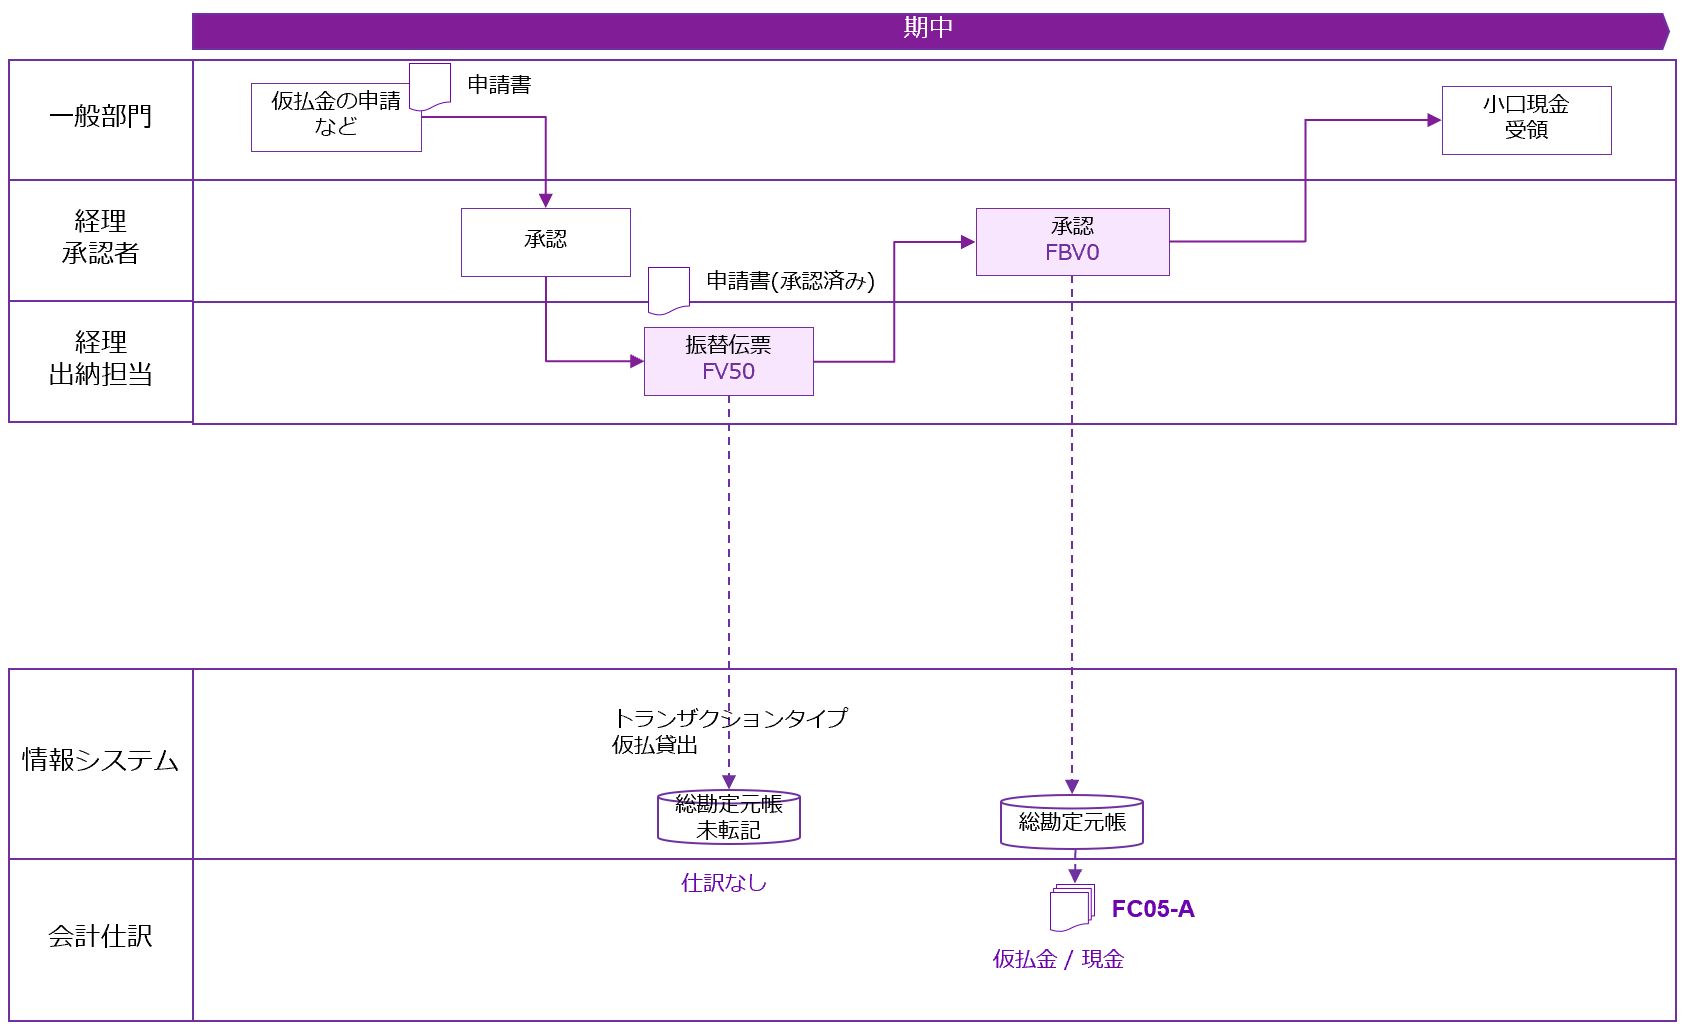 期中
一般部門
仮払金の申請
など
申請書
小口現金
受領
経理
承認者
承認
承認
FBV0
申請書(承認済み)
経理
出納担当
振替伝票
FV50
情報システム
トランザクションタイプ
仮払貸出
総勘定元帳
未転記
総勘定元帳
会計仕訳
仕訳なし
FC05-A
仮払金 / 現金